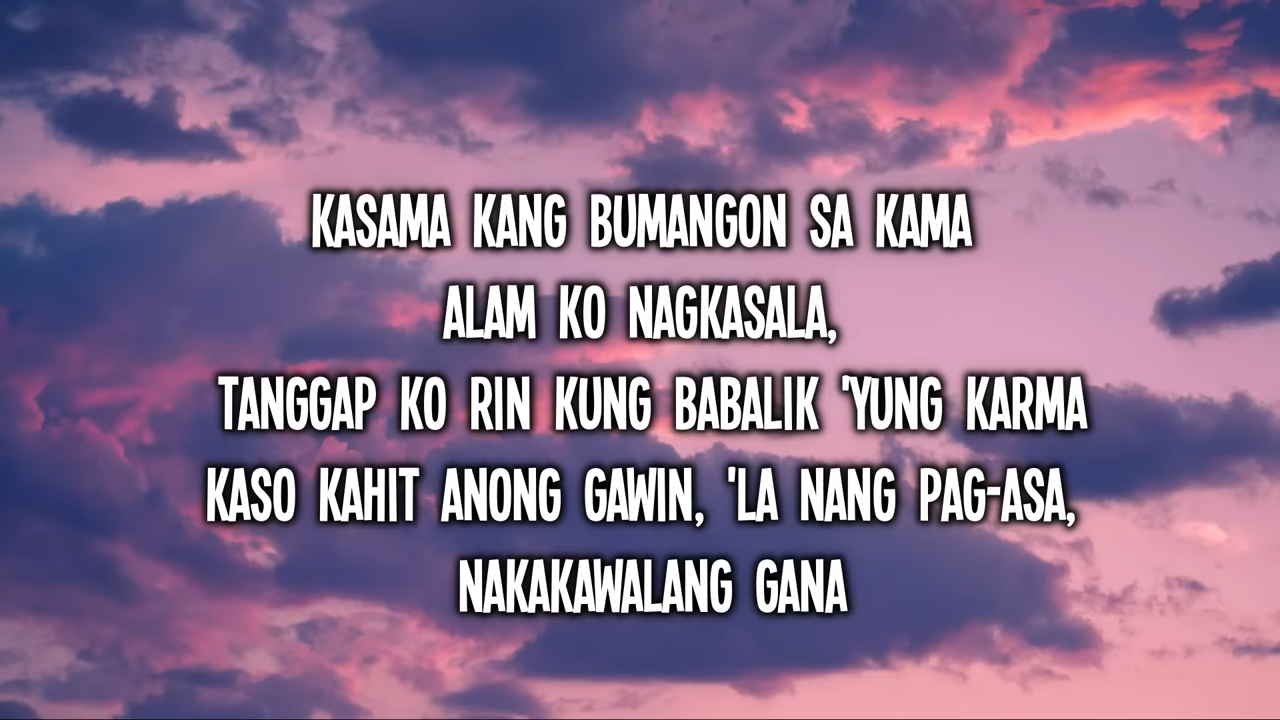 KASAMA KANG BUMANGON SA KAMA
ALAM KO NAGKASALA,
TANGGAP KO RIN KUNG BABALIK 'YUNG KARMA
KASO KAHIT ANONG GAWIN, 'LA NANG PAG-ASA,
NAKAKAWALANG GANA